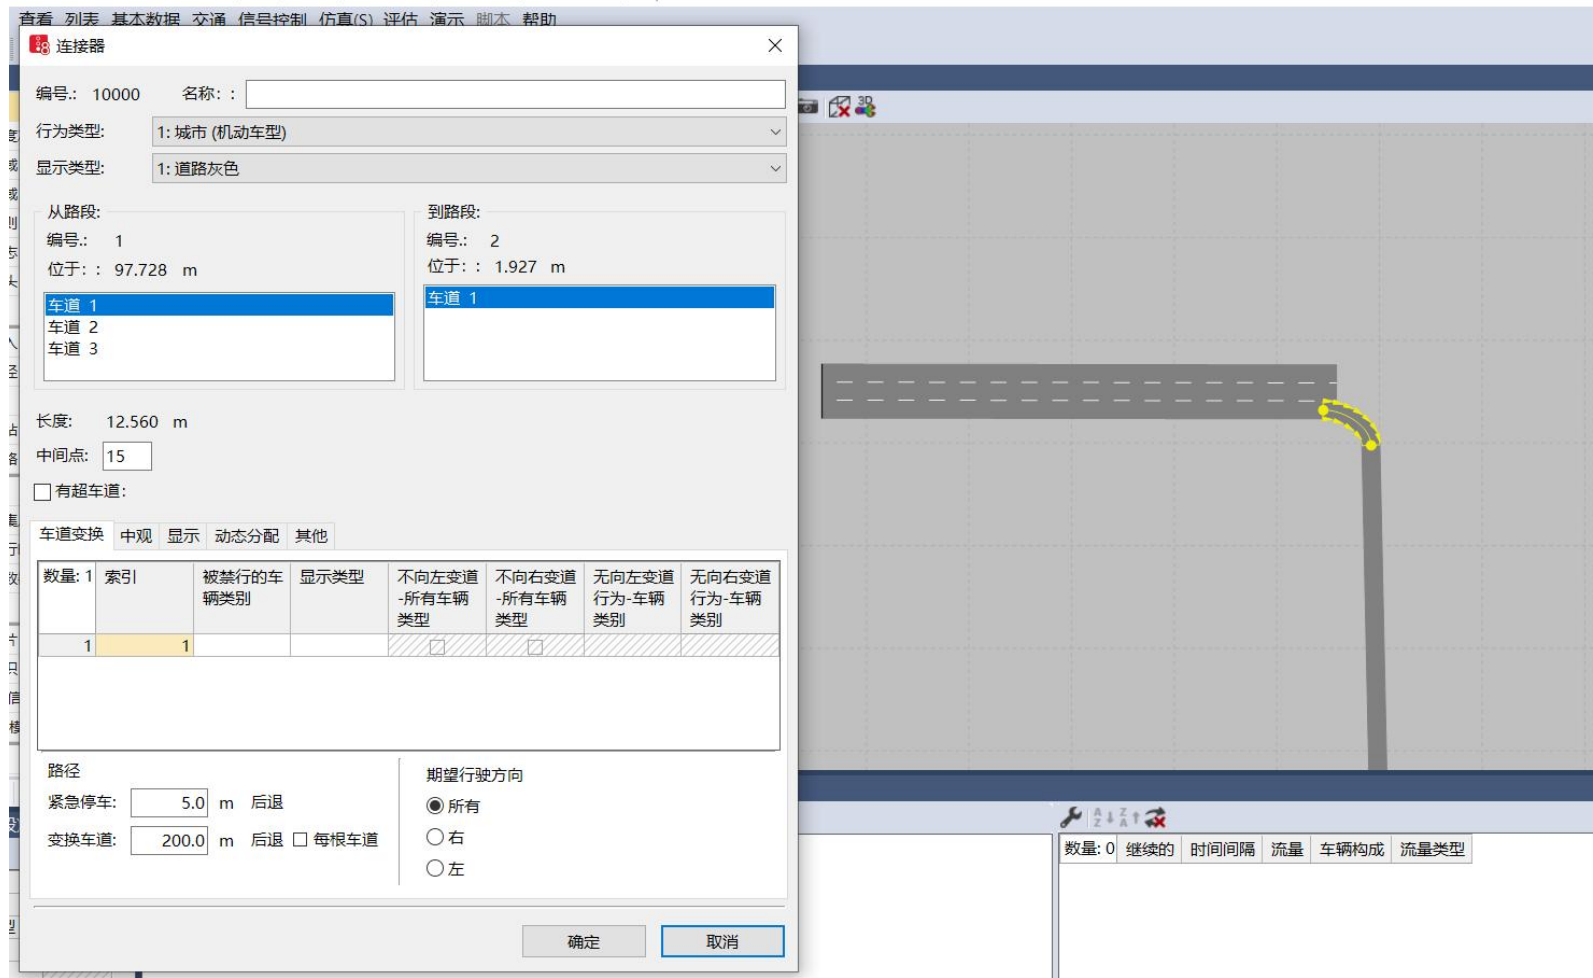 查看 列表 基本数据 交通 信号控制 仿真(S) 评估 演示 脚本 帮助
连接器
编号.: 10000 名称: :
行为类型: 1: 城市 (机动车型)
显示类型: 1: 道路灰色
从路段: 到路段:
编号.: 1 编号.: 2
位于: : 97.728 m 位于: : 1.927 m
车道 1 车道 1
车道 2
车道 3
长度: 12.560 m
中间点: 15
有超车道:
车道变换 中观 显示 动态分配 其他
数量: 1 索引 被禁行的车 显示类型 不向左变道 不向右变道 无向左变道 无向右变道
辆类别 -所有车辆 -所有车辆 行为-车辆 行为-车辆
类型 类型 类别 类别
1 1
路径 期望行驶方向
紧急停车: 5.0 m 后退 所有
变换车道: 200.0 m 后退 每根车道 右
左
确定 取消
3D
数量: 0 继续的 时间间隔 流量 车辆构成 流量类型